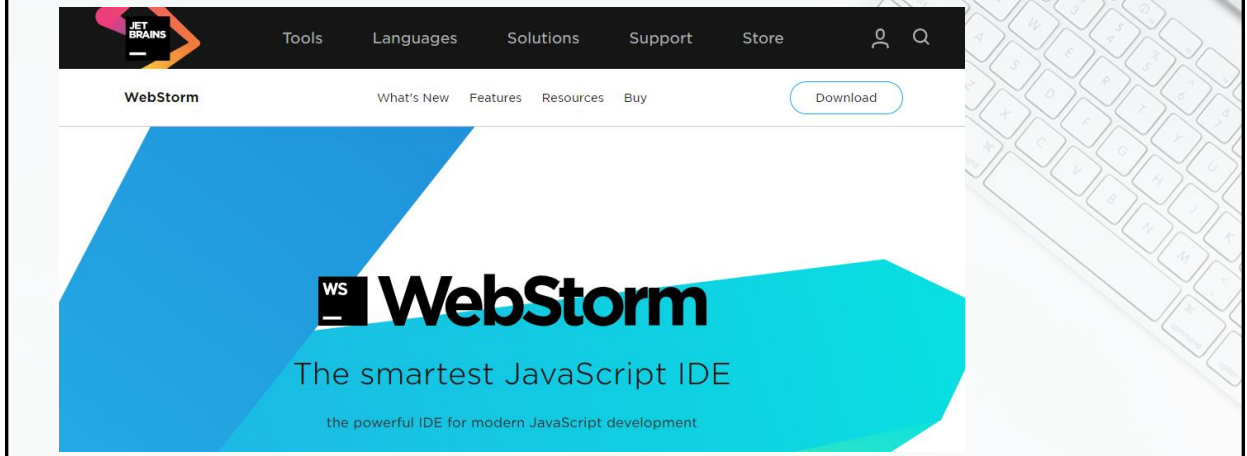 JET
BRAINS
Tools Languages Solutions Support Store
WebStorm What's New Features Resources Buy Download
WS WebStorm
The smartest JavaScript IDE
the powerful IDE for modern JavaScript development